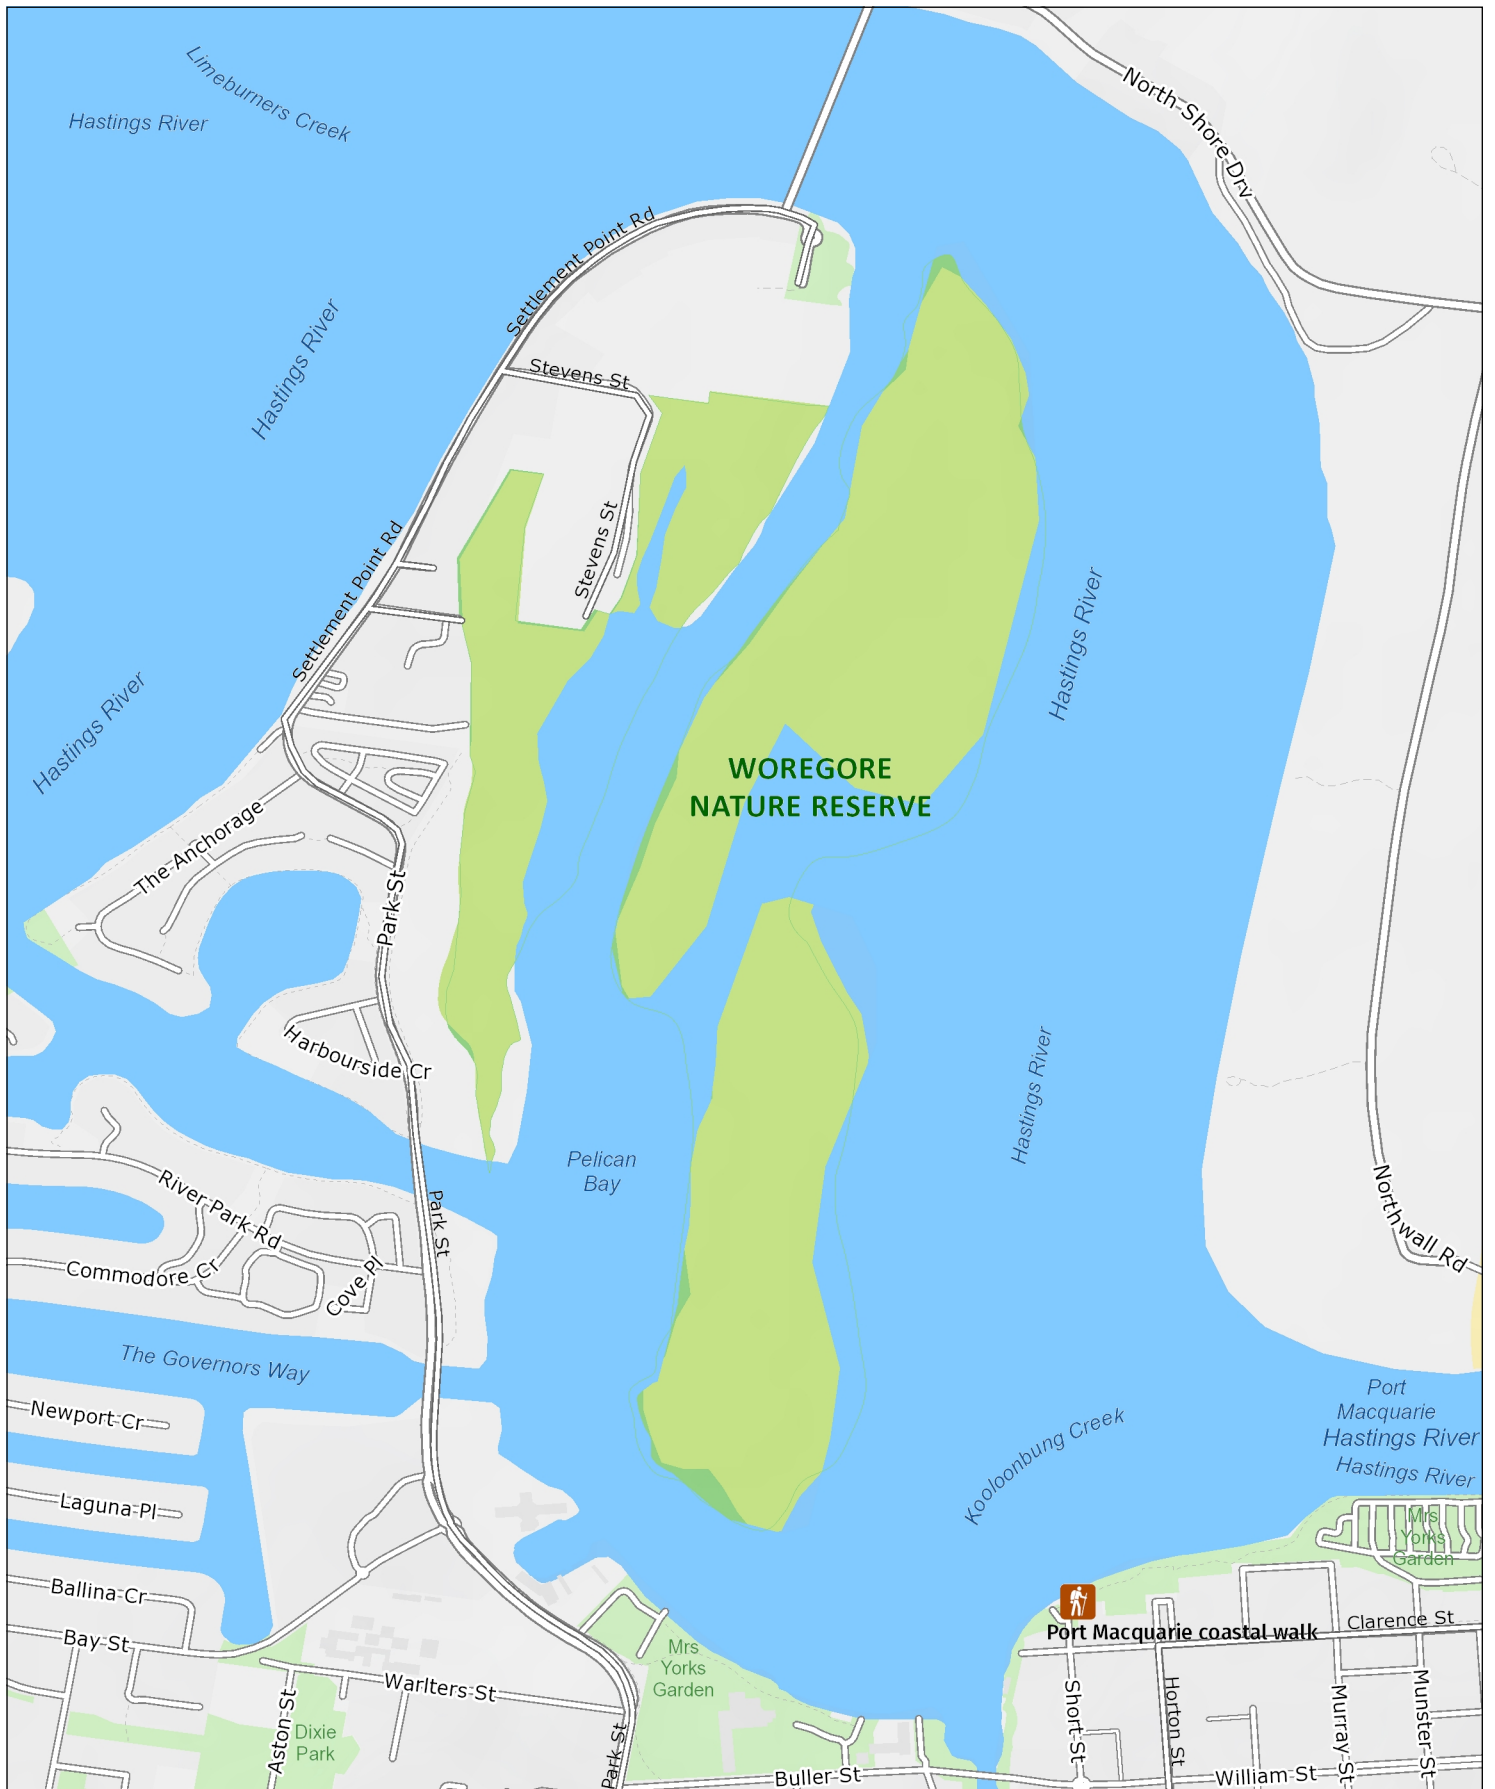 Limeburners Creek
Hastings River
North Shore Drv
Settlement Point Rd
Hastings River
Stevens St
Stevens St
Settlement Point Rd
Hastings River
Hastings River
WOREGORE
NATURE RESERVE
The Anchorage
Park St
Harbourside Cr
Hastings River
Pelican
Bay
River Park Rd
Park St
Northwall Rd
Commodore Cr
Cove Pl
The Governors Way
Port
Macquarie
Hastings River
Hastings River
Newport Cr
Kooloonbung Creek
Laguna Pl
Mrs
Yorks
Garden
Ballina Cr
Bay St
Port Macquarie coastal walk
Clarence St
Mrs
Yorks
Garden
Warlters St
Aston St
Dixie
Park
Park St
Short St
Horton St
Murray St
Munster St
Buller St
William St